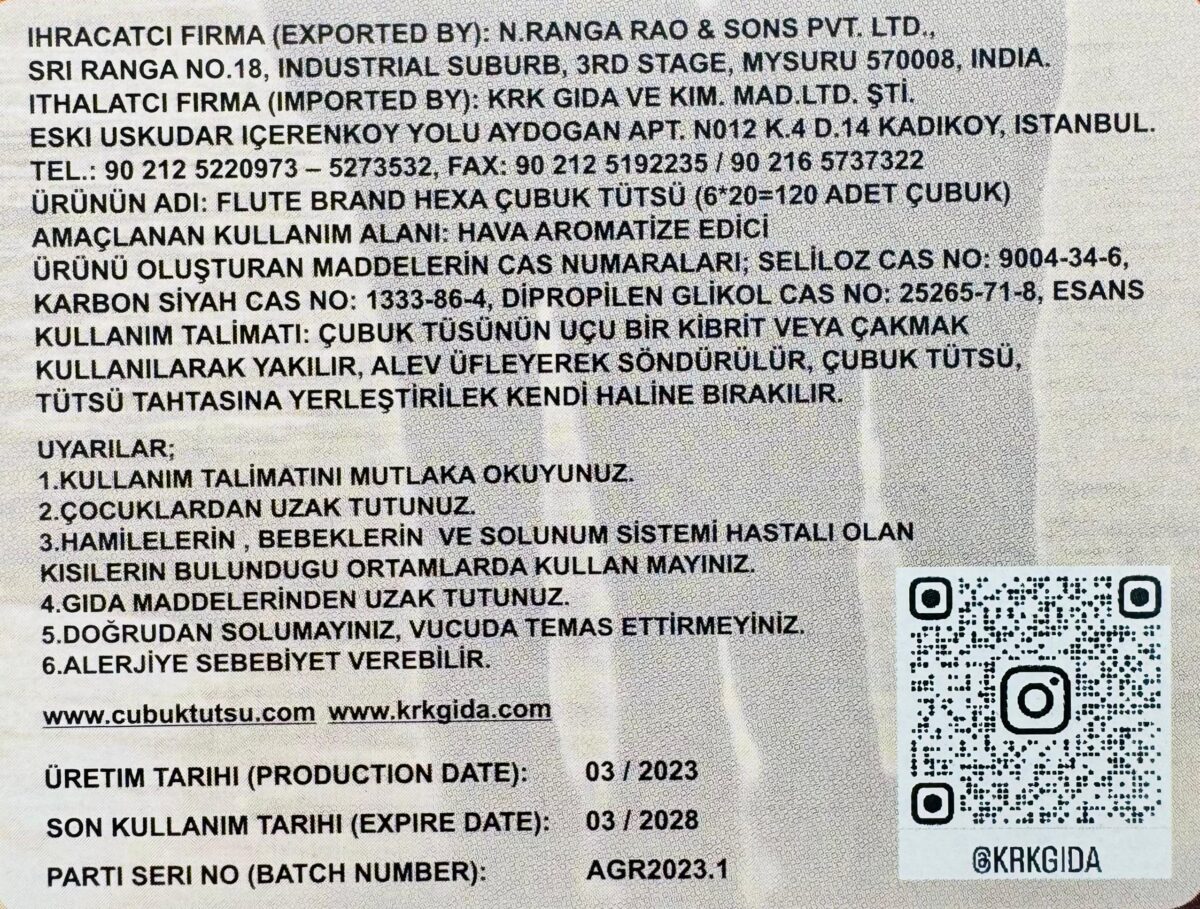 IHRACATCI FIRMA (EXPORTED BY): N.RANGA RAO & SONS PVT. LTD.,
SRI RANGA NO.18, INDUSTRIAL SUBURB, 3RD STAGE, MYSURU 570008, INDIA.
ITHALATCI FIRMA (IMPORTED BY): KRK GIDA VE KIM. MAD.LTD. ŞTİ.
ESKI USKUDAR IÇERENKOY YOLU AYDOGAN APT. N012 K.4 D.14 KADIKOY, ISTANBUL.
TEL.: 90 212 5220973 – 5273532, FAX: 90 212 5192235 / 90 216 5737322
ÜRÜNÜN ADI: FLUTE BRAND HEXA ÇUBUK TÜTSÜ (6*20=120 ADET ÇUBUK)
AMAÇLANAN KULLANIM ALANI: HAVA AROMATİZE EDİCİ
ÜRÜNÜ OLUŞTURAN MADDELERİN CAS NUMARALARI; SELİLOZ CAS NO: 9004-34-6,
KARBON SİYAH CAS NO: 1333-86-4, DİPROPİLEN GLİKOL CAS NO: 25265-71-8, ESANS
KULLANIM TALİMATI: ÇUBUK TÜSÜNÜN UÇU BİR KİBRİT VEYA ÇAKMAK
KULLANILARAK YAKILIR, ALEV ÜFLEYEREK SÖNDÜRÜLÜR, ÇUBUK TÜTSÜ,
TÜTSÜ TAHTASINA YERLEŞTİRİLEK KENDİ HALİNE BIRAKILIR.
UYARILAR;
1.KULLANIM TALİMATINI MUTLAKA OKUYUNUZ.
2.ÇOCUKLARDAN UZAK TUTUNUZ.
3.HAMİLELERİN , BEBEKLERİN VE SOLUNUM SİSTEMİ HASTALI OLAN
KISILERIN BULUNDUGU ORTAMLARDA KULLAN MAYINIZ.
4.GIDA MADDELERİNDEN UZAK TUTUNUZ.
5.DOĞRUDAN SOLUMAYINIZ, VUCUDA TEMAS ETTİRMEYİNİZ.
6.ALERJİYE SEBEBİYET VEREBİLİR.
www.cubuktutsu.com www.krkgida.com
ÜRETIM TARIHI (PRODUCTION DATE): 03 / 2023
SON KULLANIM TARIHI (EXPIRE DATE): 03 / 2028
PARTI SERI NO (BATCH NUMBER): AGR2023.1
@KRKGIDA